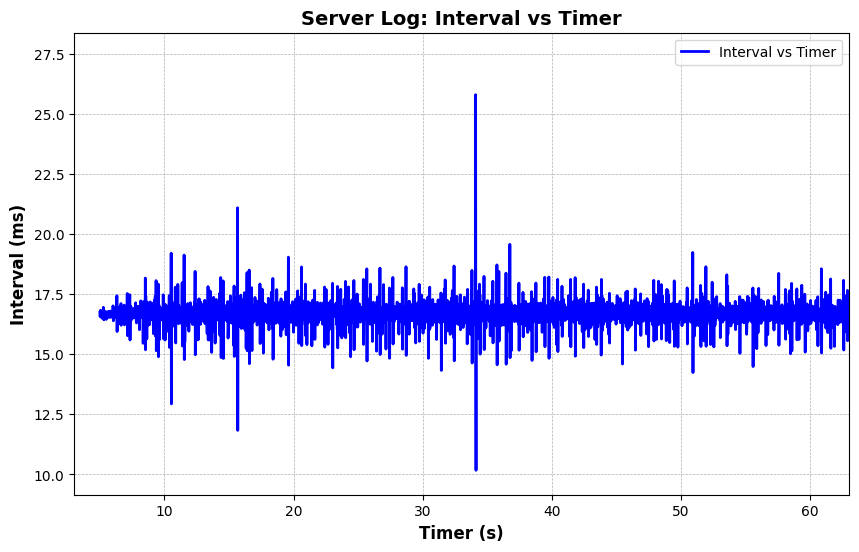 Server Log: Interval vs Timer
Interval vs Timer
27.5
25.0
22.5
20.0
17.5
15.0
12.5
10.0
Interval (ms)
10 20 30 40 50 60
Timer (s)